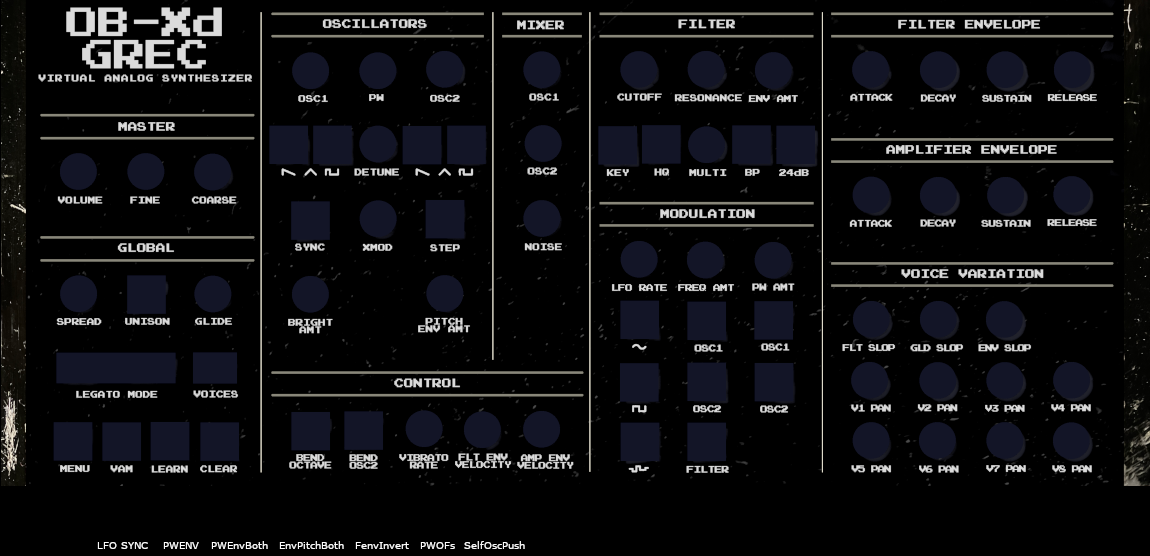 OB-Xd
GREC
VIRTUAL ANALOG SYNTHESIZER
MASTER
VOLUME FINE COARSE
GLOBAL
SPREAD UNISON GLIDE
LEGATO MODE VOICES
MENU VAM LEARN CLEAR
OSCILLATORS
OSC1 PW OSC2
DETUNE
SYNC XMOD STEP
BRIGHT
AMT
PITCH
ENV AMT
MIXER
OSC1
OSC2
NOISE
CONTROL
BEND
OCTAVE
BEND
OSC2
VIBRATO
RATE
FLT ENV
VELOCITY
AMP ENV
VELOCITY
FILTER
CUTOFF RESONANCE ENV AMT
KEY HQ MULTI BP 24dB
MODULATION
LFO RATE FREQ AMT PW AMT
OSC1 OSC1
OSC2 OSC2
FILTER
FILTER ENVELOPE
ATTACK DECAY SUSTAIN RELEASE
AMPLIFIER ENVELOPE
ATTACK DECAY SUSTAIN RELEASE
VOICE VARIATION
FLT SLOP GLD SLOP ENV SLOP
V1 PAN V2 PAN V3 PAN V4 PAN
V5 PAN V6 PAN V7 PAN V8 PAN
LFO SYNC PWENV PWEnvBoth EnvPitchBoth FenvInvert PWOFs SelfOscPush